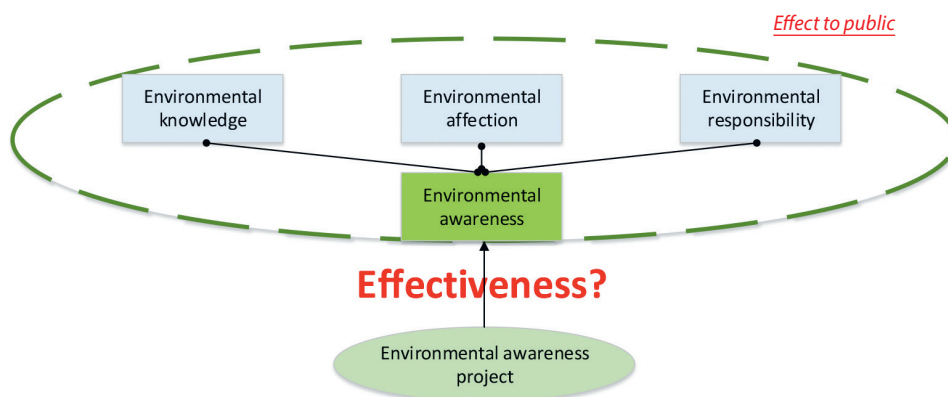 Effect to public
Environmental
knowledge
Environmental
affection
Environmental
responsibility
Environmental
awareness
Effectiveness?
Environmental awareness
project